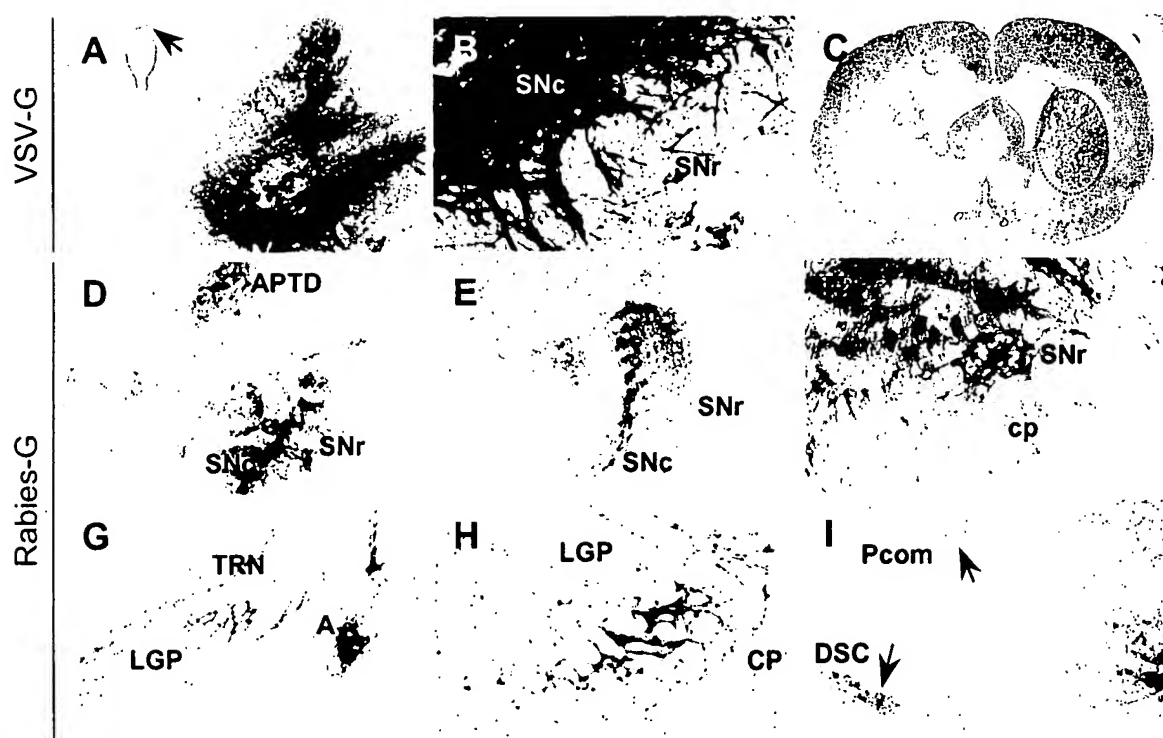 VSV-G
A
B
SNc
SNr
C
Rabies-G
D
APTD
SNc
SNr
E
SNr
SNc
SNr
cp
G
TRN
LGP
H
LGP
CP
I
Pcom
DSC